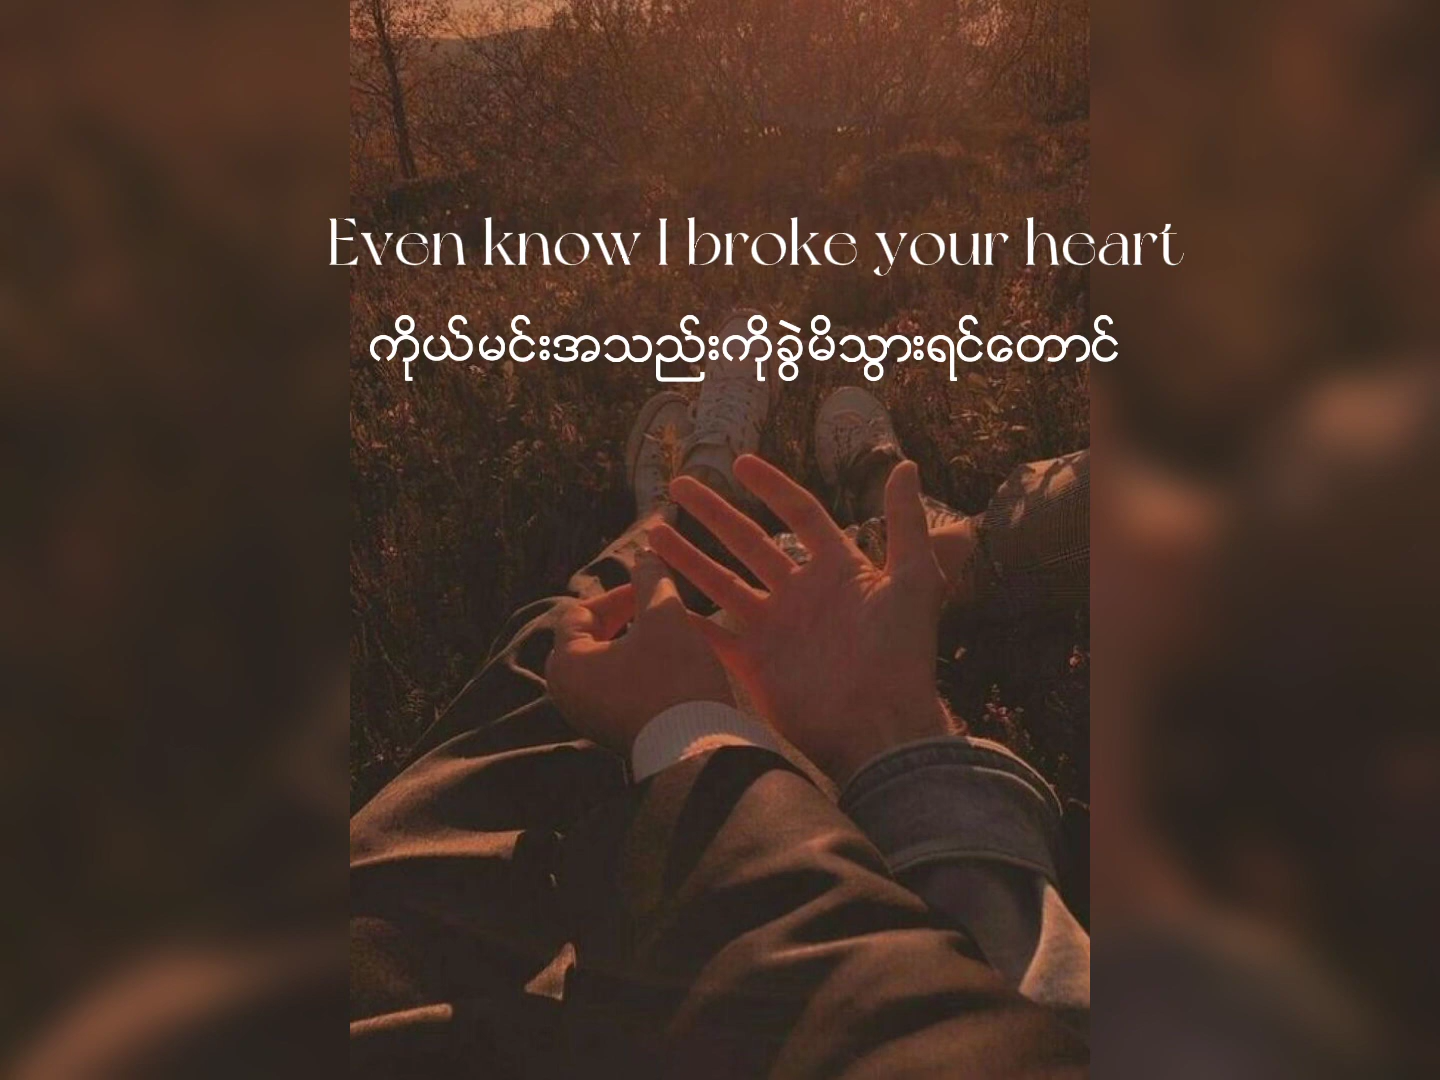 Even know I broke your heart
ကိုယ်မင်းအသည်းကိုခွဲမိသွားရင်တောင်